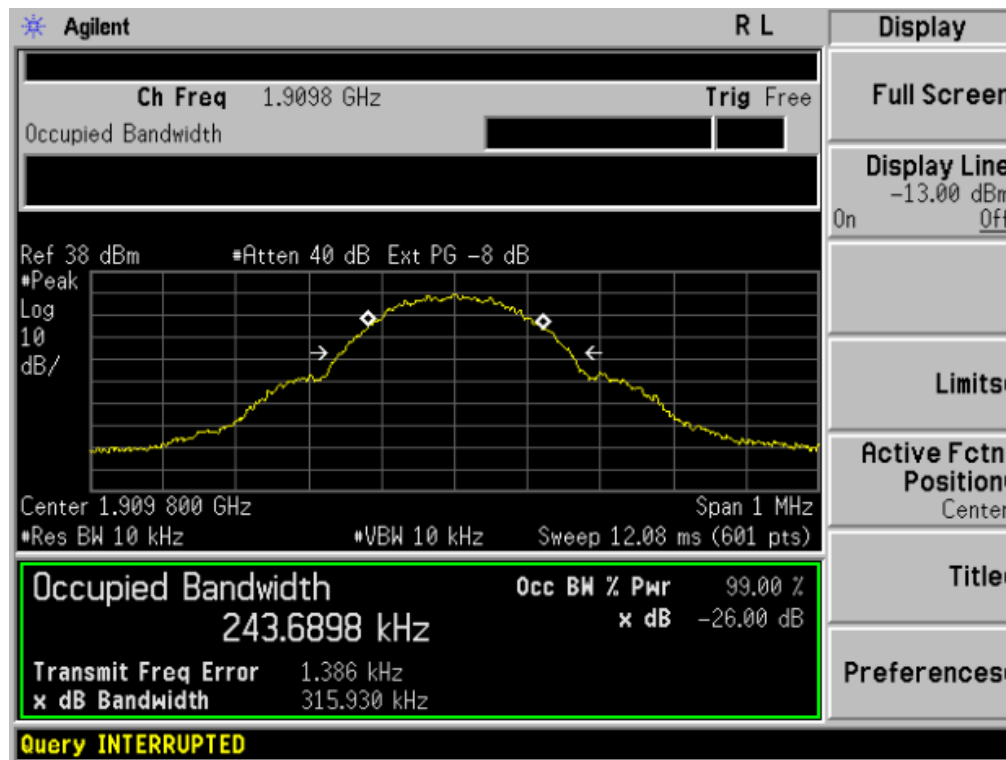 Agilent R L Display
Ch Freq 1.9098 GHz Trig Free
Occupied Bandwidth
Full Screen
Display Line
-13.00 dBm
On Off
Ref 38 dBm #Atten 40 dB Ext PG -8 dB
#Peak
Log
10
dB/
Limits
Active Fctn
Position
Center
Center 1.909 800 GHz Span 1 MHz
#Res BW 10 kHz #VBW 10 kHz Sweep 12.08 ms (601 pts)
Title
Occupied Bandwidth Occ BW % Pwr 99.00 %
243.6898 kHz x dB -26.00 dB
Transmit Freq Error 1.386 kHz
x dB Bandwidth 315.930 kHz
Preferences
Query INTERRUPTED